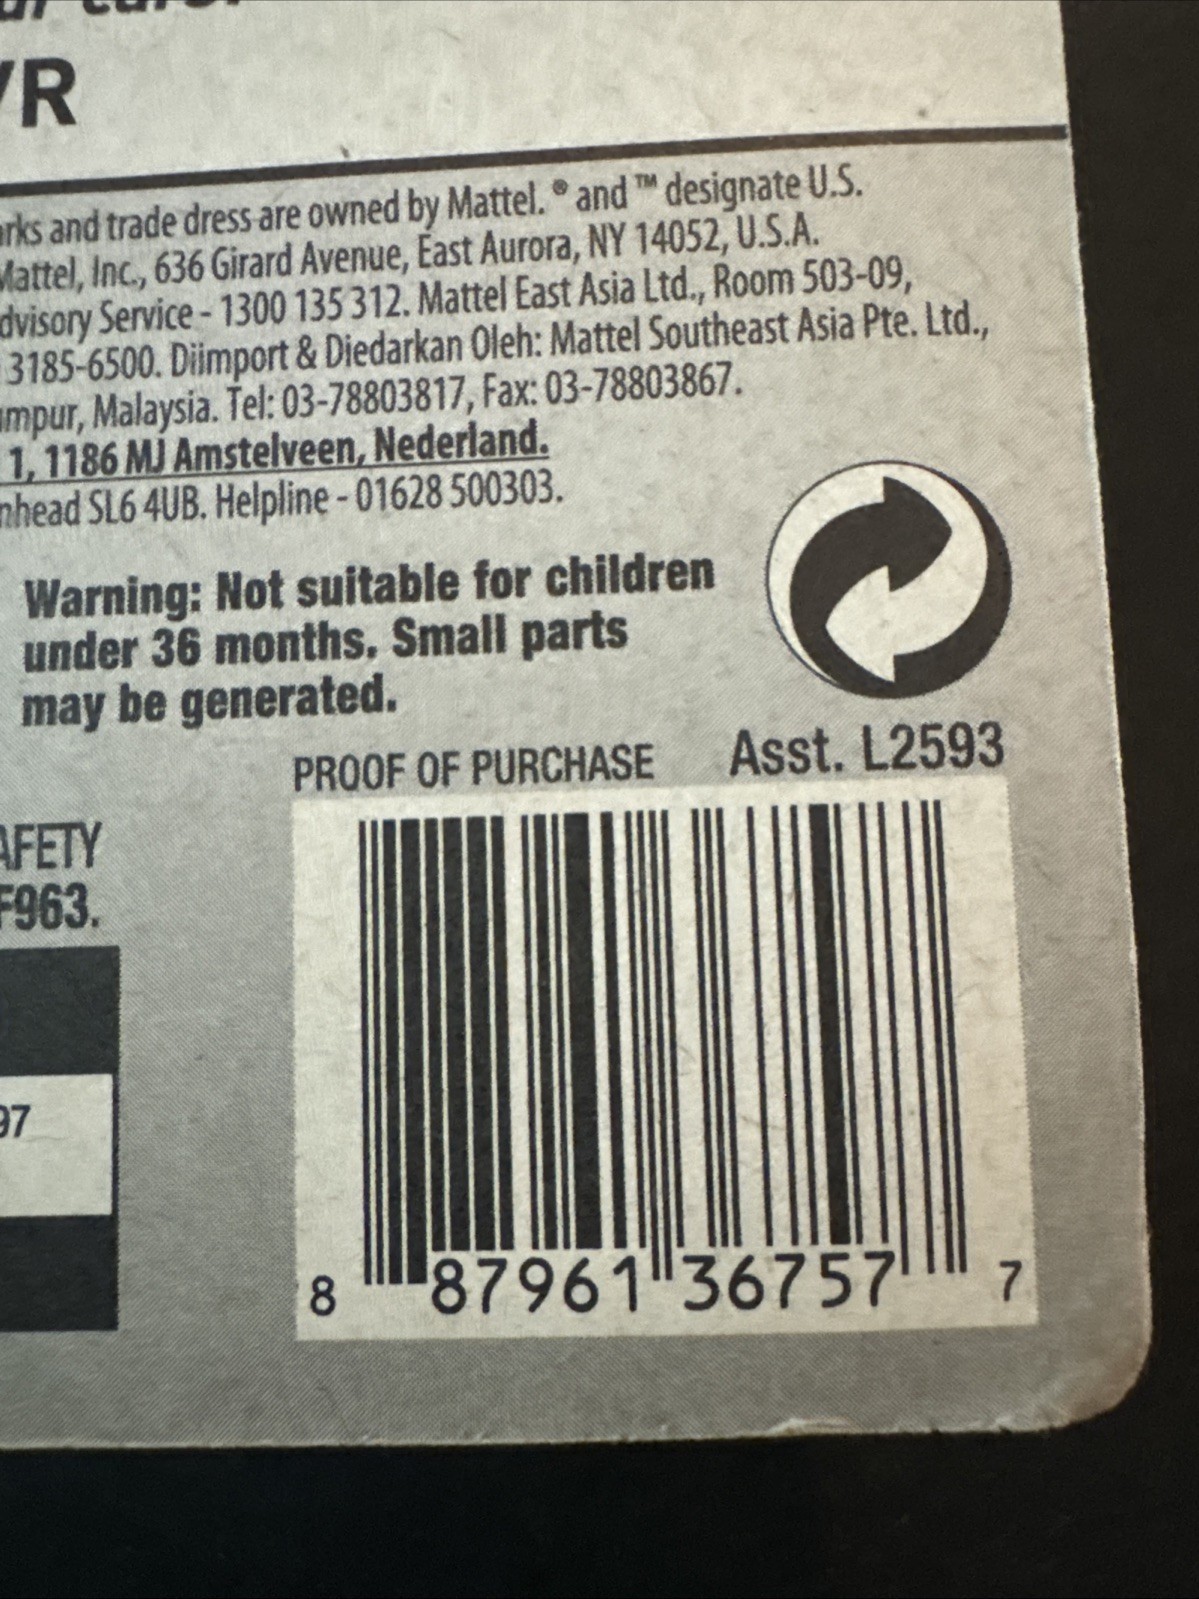 /R
and trade dress are owned by Mattel. ® and ™ designate U.S.
Mattel, Inc., 636 Girard Avenue, East Aurora, NY 14052, U.S.A.
dvisory Service - 1300 135 312. Mattel East Asia Ltd., Room 503-09,
3185-6500. Diimport & Diedarkan Oleh: Mattel Southeast Asia Pte. Ltd.,
umpur, Malaysia. Tel: 03-78803817, Fax: 03-78803867.
1, 1186 MJ Amstelveen, Nederland.
nhead SL6 4UB. Helpline - 01628 500303.
Warning: Not suitable for children
under 36 months. Small parts
may be generated.
PROOF OF PURCHASE Asst. L2593
AFETY
F963.
97
8 87961 36757 7